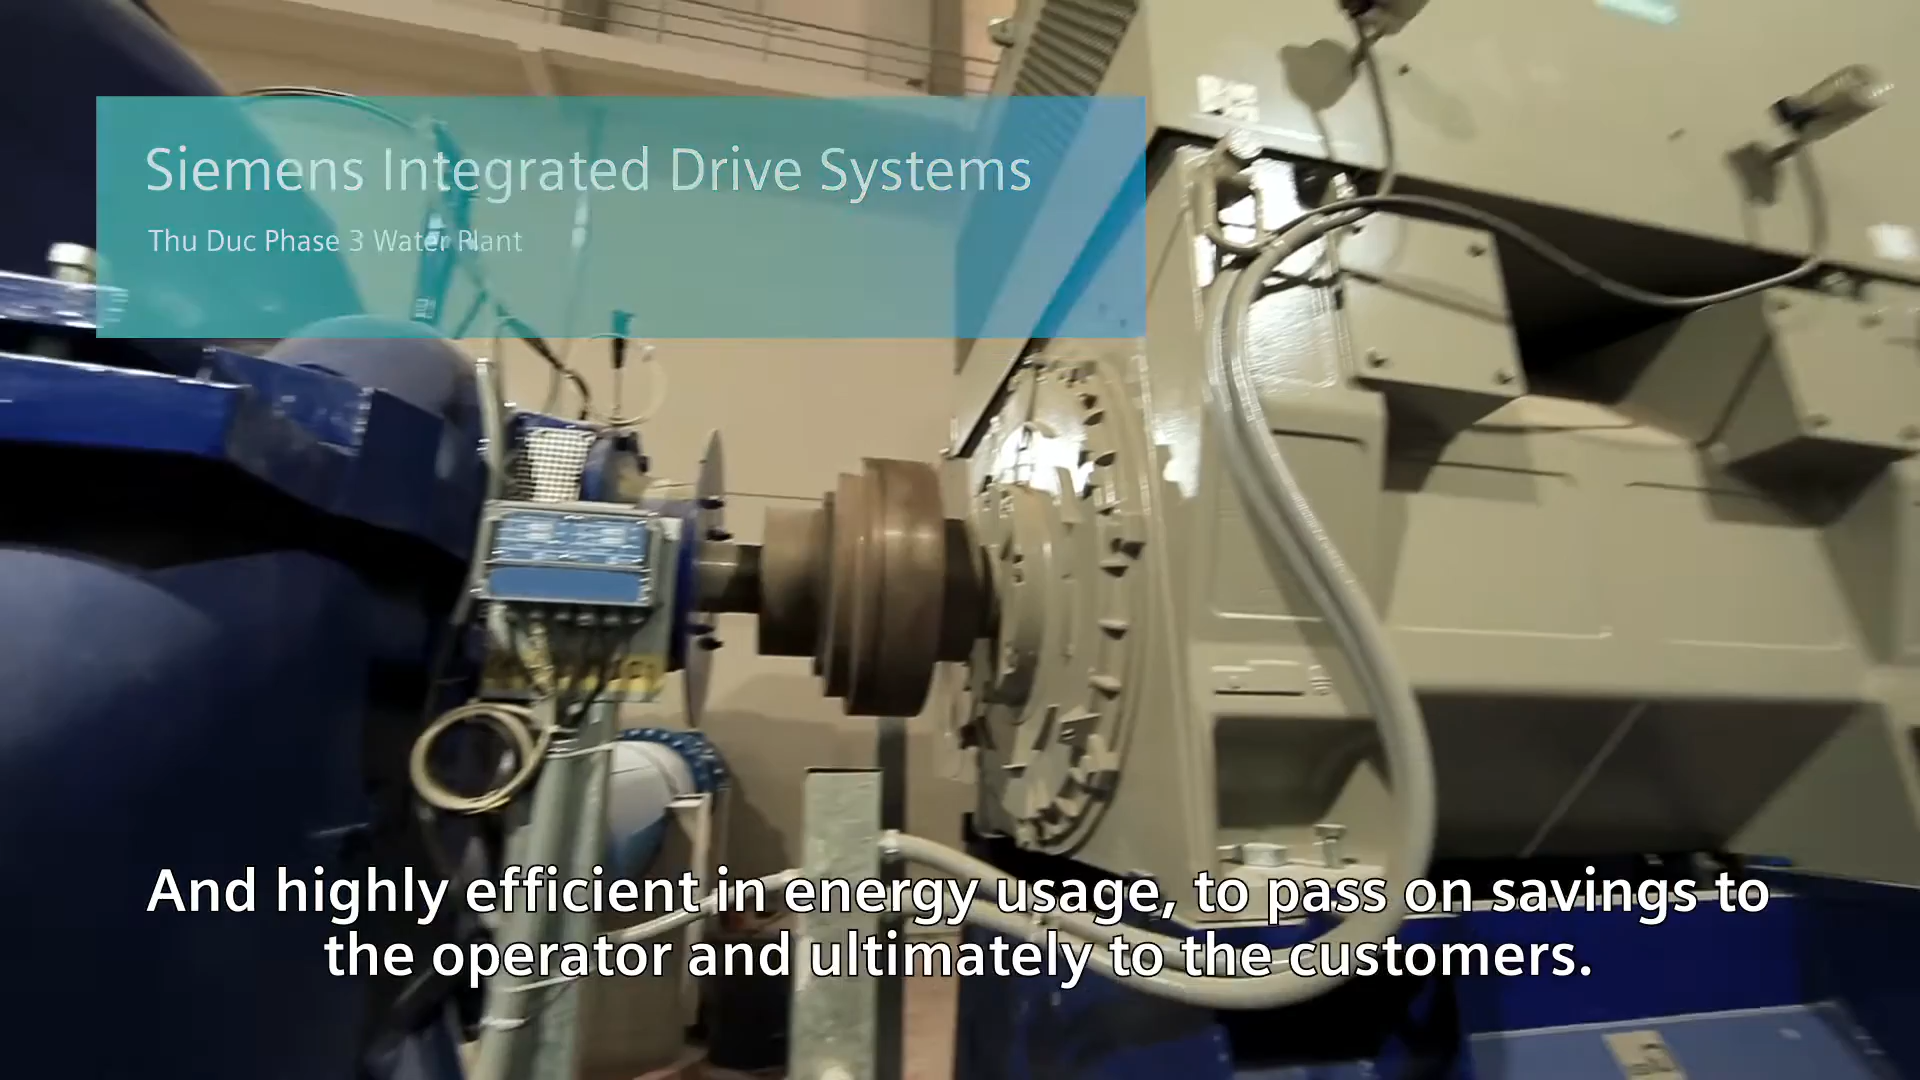 Siemens Integrated Drive Systems
Thu Duc Phase 3 Water Plant
And highly efficient in energy usage, to pass on savings to
the operator and ultimately to the customers.